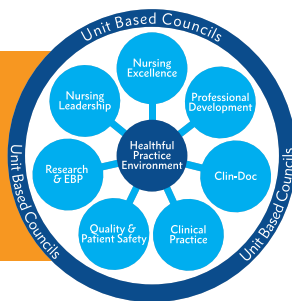 Unit Based Councils
Nursing
Excellence
Nursing
Leadership
Professional
Development
Healthful
Practice
Environment
Research
& EBP
Clin-Doc
Quality &
Patient Safety
Clinical
Practice
Unit Based Councils
Unit Based Councils